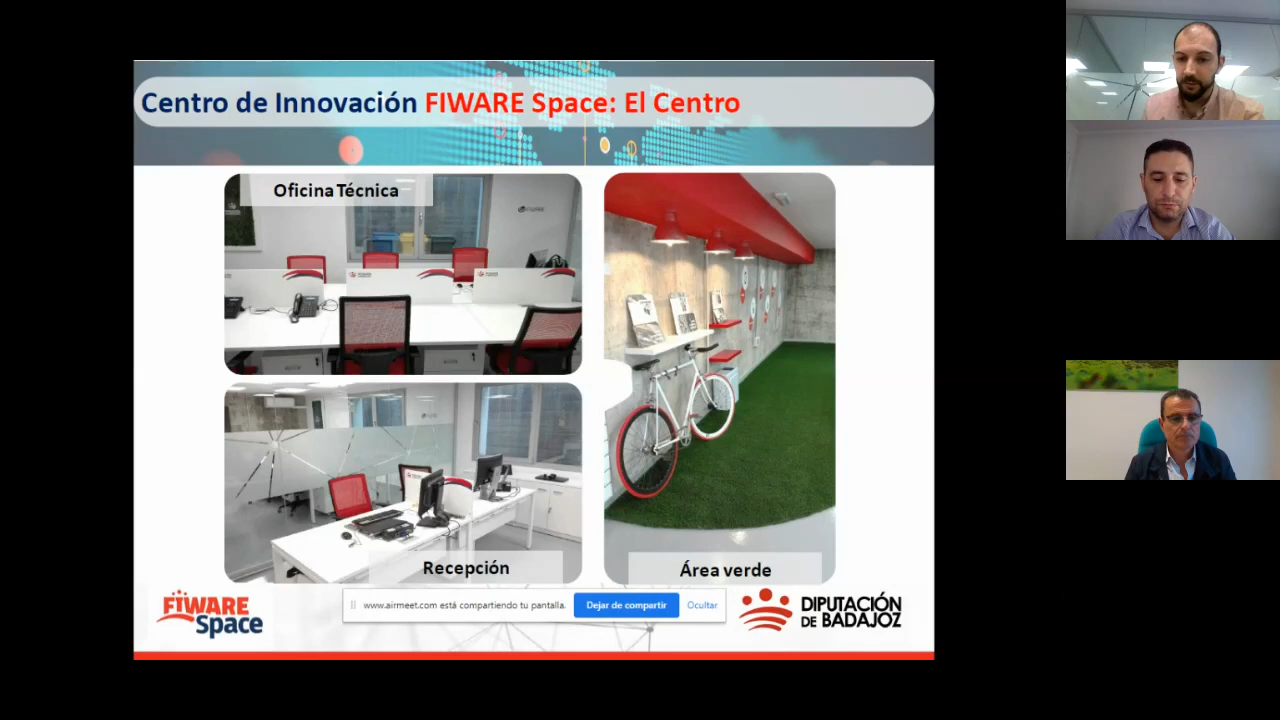 Centro de Innovación FIWARE Space: El Centro
Oficina Técnica
Recepción
Área verde
FIWARE
Space
www.airmeet.com está compartiendo tu pantalla.
Dejar de compartir
Ocultar
DIPUTACIÓN
DE BADAJOZ